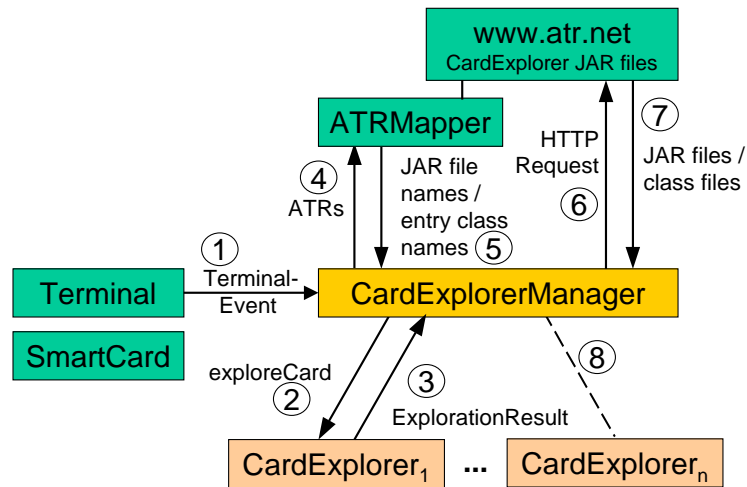 www.atr.net
CardExplorer JAR files
ATRMapper
4
ATRs
JAR file
names /
entry class
names 5
HTTP
Request
6
7
JAR files /
class files
1
Terminal-
Event
Terminal
CardExplorerManager
SmartCard
exploreCard
2
3
ExplorationResult
8
CardExplorer1
...
CardExplorern